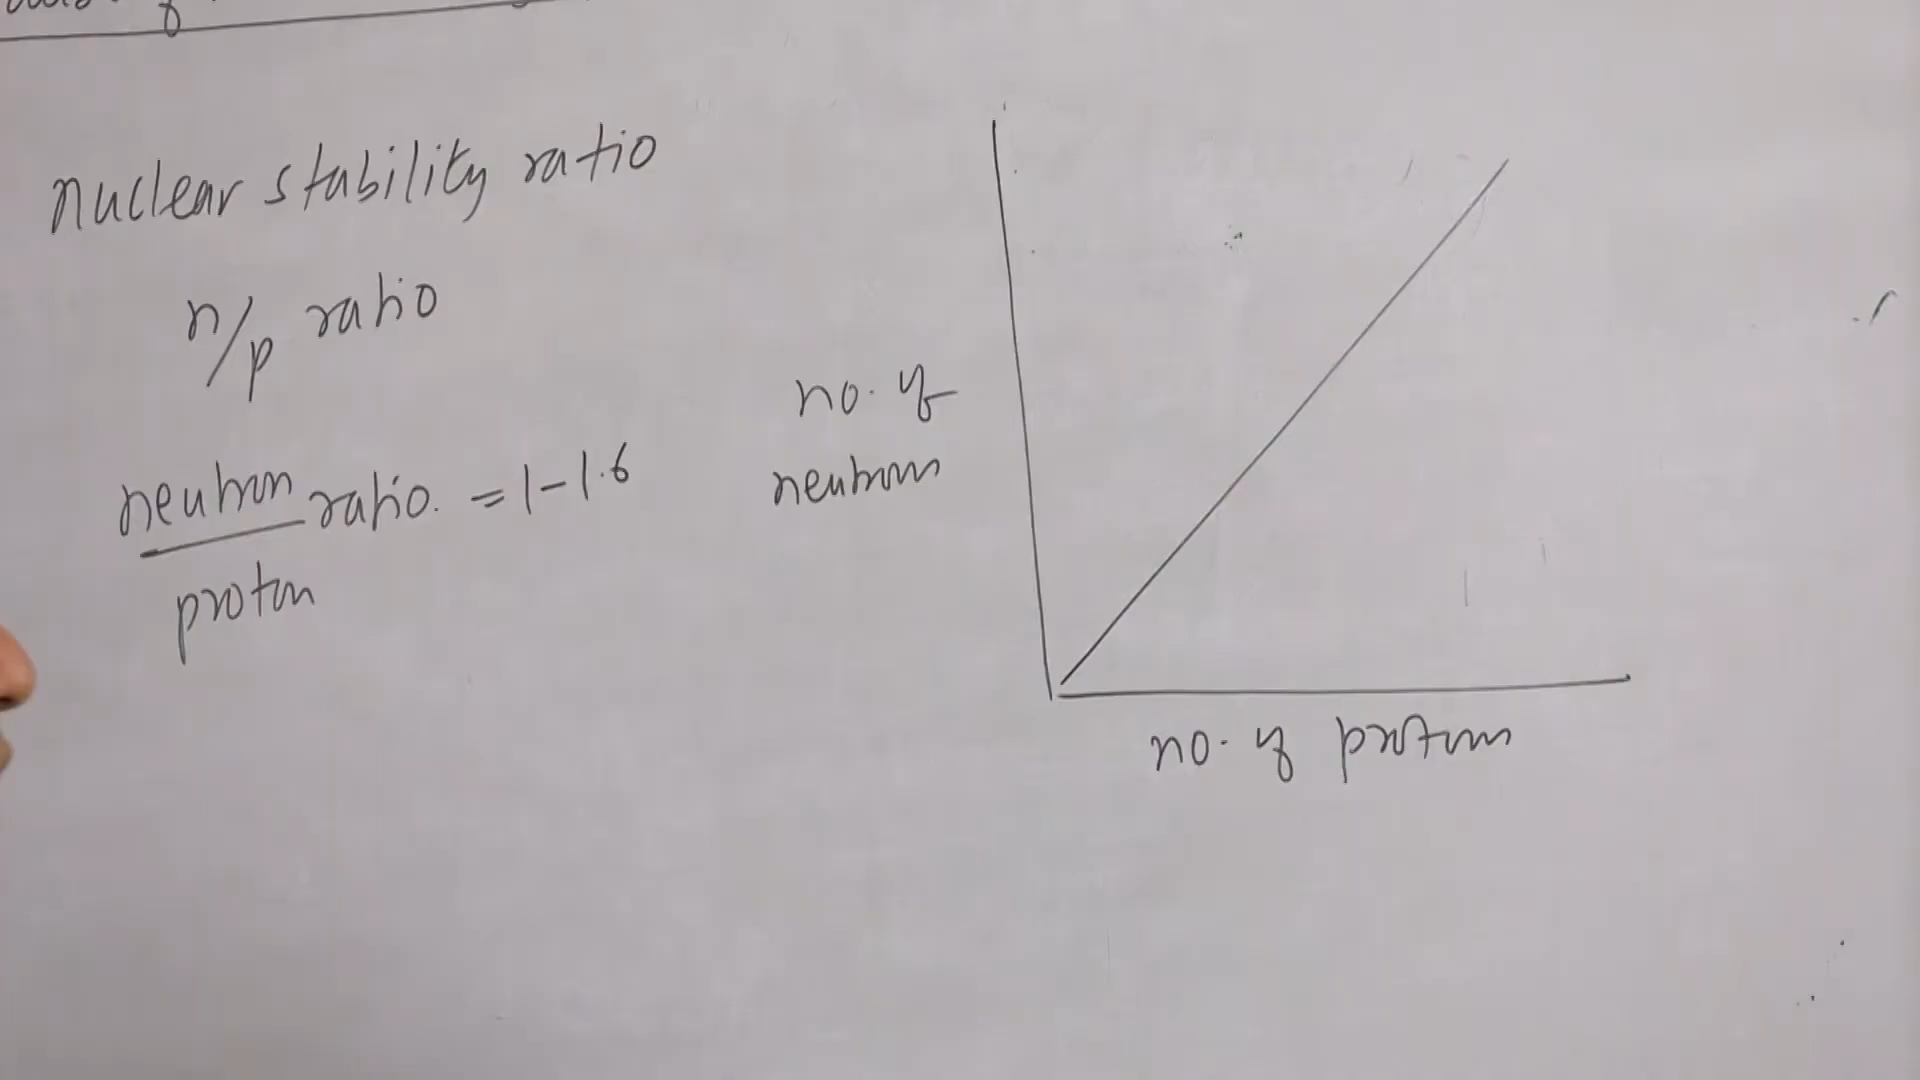 nuclear stability ratio
n/p ratio
neutron
ratio. = 1 - 1.6
proton
no. of
neutrons
no. of protons